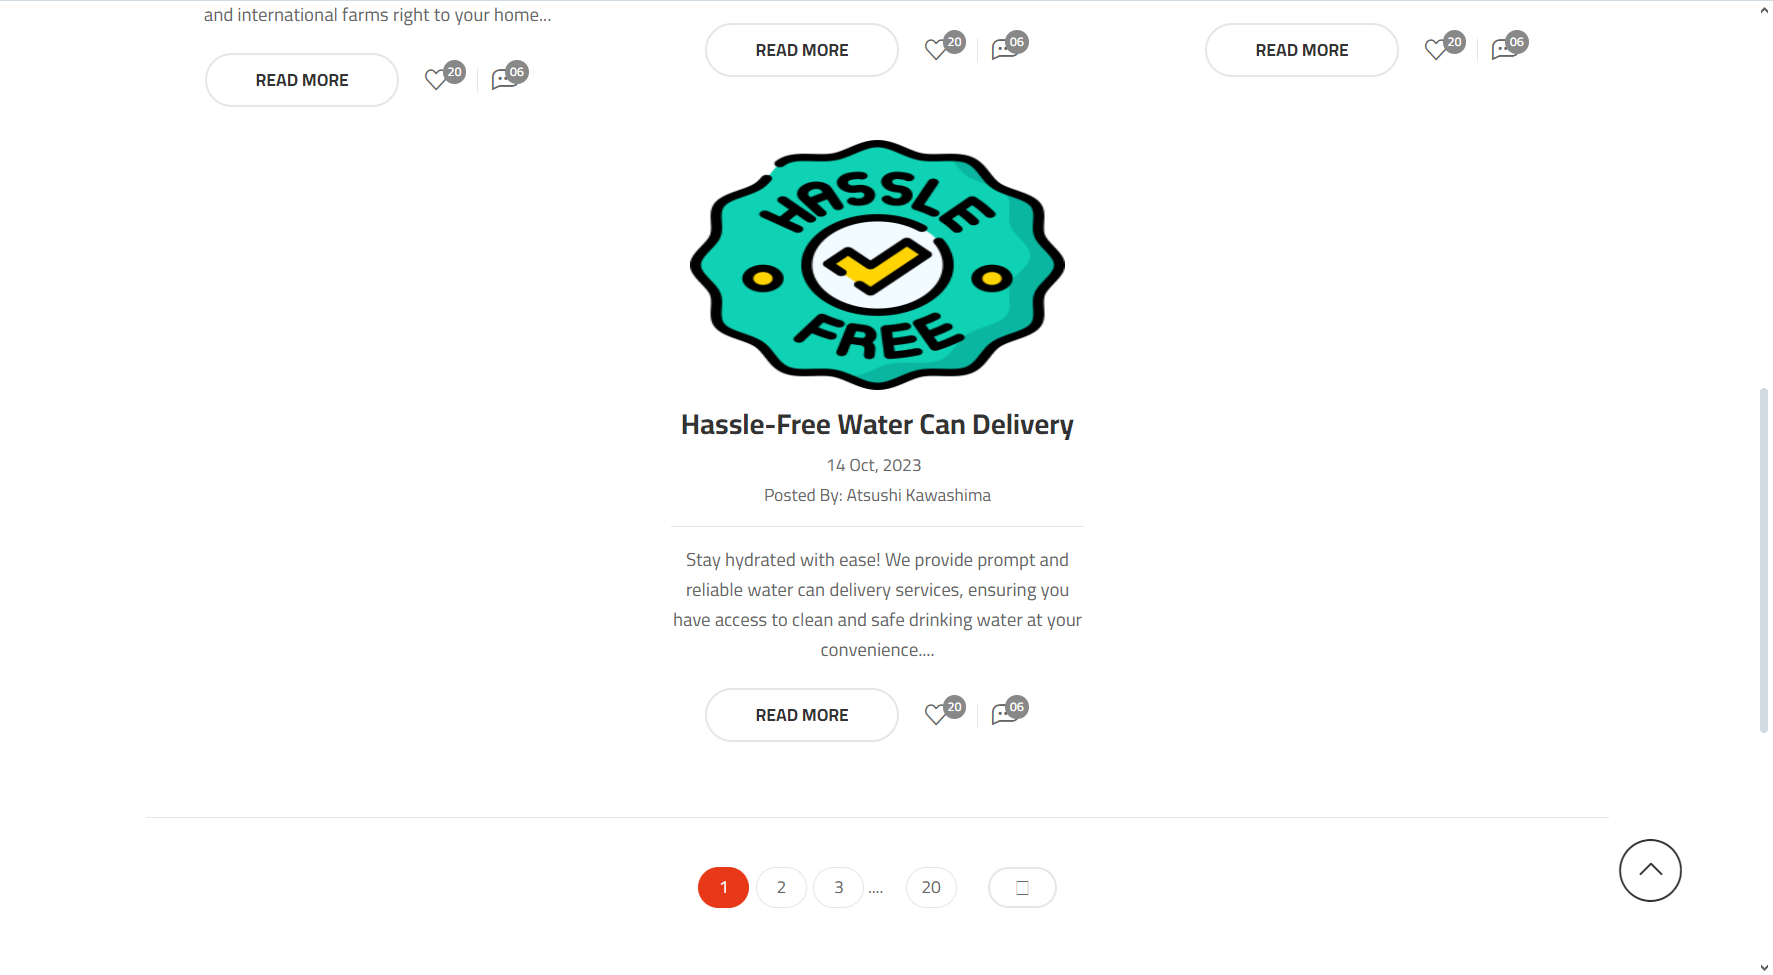 and international farms right to your home...
READ MORE
20
06
READ MORE
20
06
READ MORE
20
06
HASSLE
FREE
Hassle-Free Water Can Delivery
14 Oct, 2023
Posted By: Atsushi Kawashima
Stay hydrated with ease! We provide prompt and
reliable water can delivery services, ensuring you
have access to clean and safe drinking water at your
convenience....
READ MORE
20
06
1 2 3 .... 20